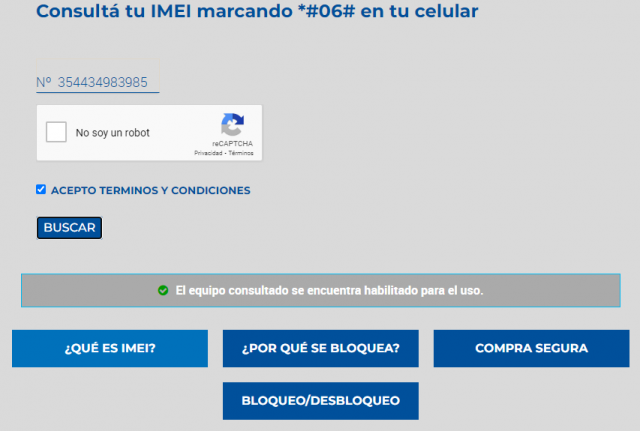 Consultá tu IMEI marcando *#06# en tu celular
Nº 354434983985
No soy un robot
reCAPTCHA
Privacidad - Términos
ACEPTO TERMINOS Y CONDICIONES
BUSCAR
El equipo consultado se encuentra habilitado para el uso.
¿QUÉ ES IMEI?
¿POR QUÉ SE BLOQUEA?
COMPRA SEGURA
BLOQUEO/DESBLOQUEO